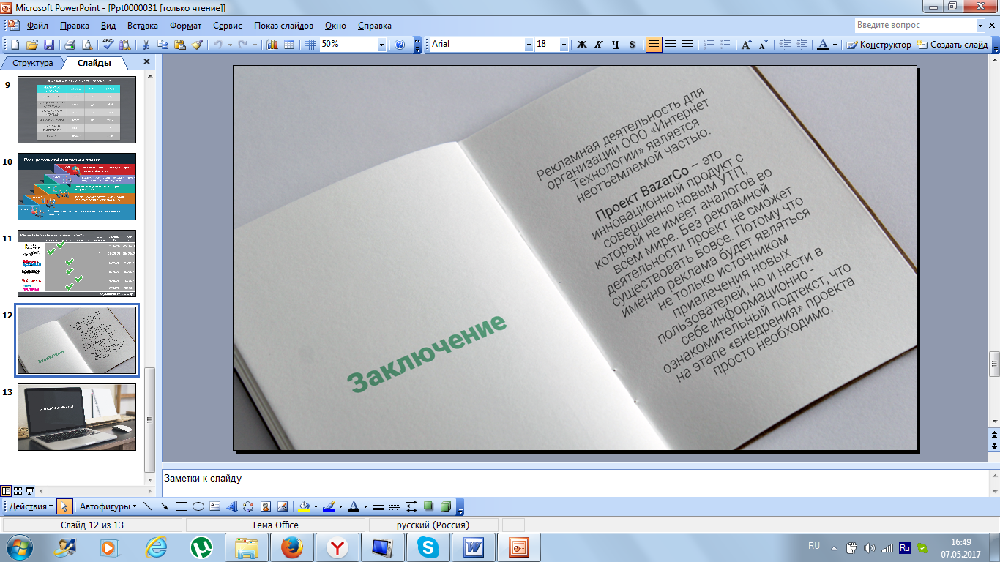 Microsoft PowerPoint - [Ppt0000031 [только чтение]]
Файл Правка Вид Вставка Формат Сервис Показ слайдов Окно Справка
Введите вопрос
50%
Arial
18
Ж К Ч S
Конструктор
Создать слайд
Структура
Слайды
9
10
План рекламной кампании в прессе
11
12
13
Заключение
Рекламная деятельность для
организации ООО «Интернет
Технологии» является
неотъемлемой частью.
Проект BazarCo – это
инновационный продукт с
совершенно новым УТП,
который не имеет аналогов во
всем мире. Без рекламной
деятельности проект не сможет
существовать вовсе. Потому что
именно реклама будет являться
не только источником
привлечения новых
пользователей, но и нести в
себе информационно -
ознакомительный подтекст, что
на этапе «внедрения» проекта
просто необходимо.
Заметки к слайду
Действия
Автофигуры
Слайд 12 из 13
Тема Office
русский (Россия)
RU
Ru
16:49
07.05.2017